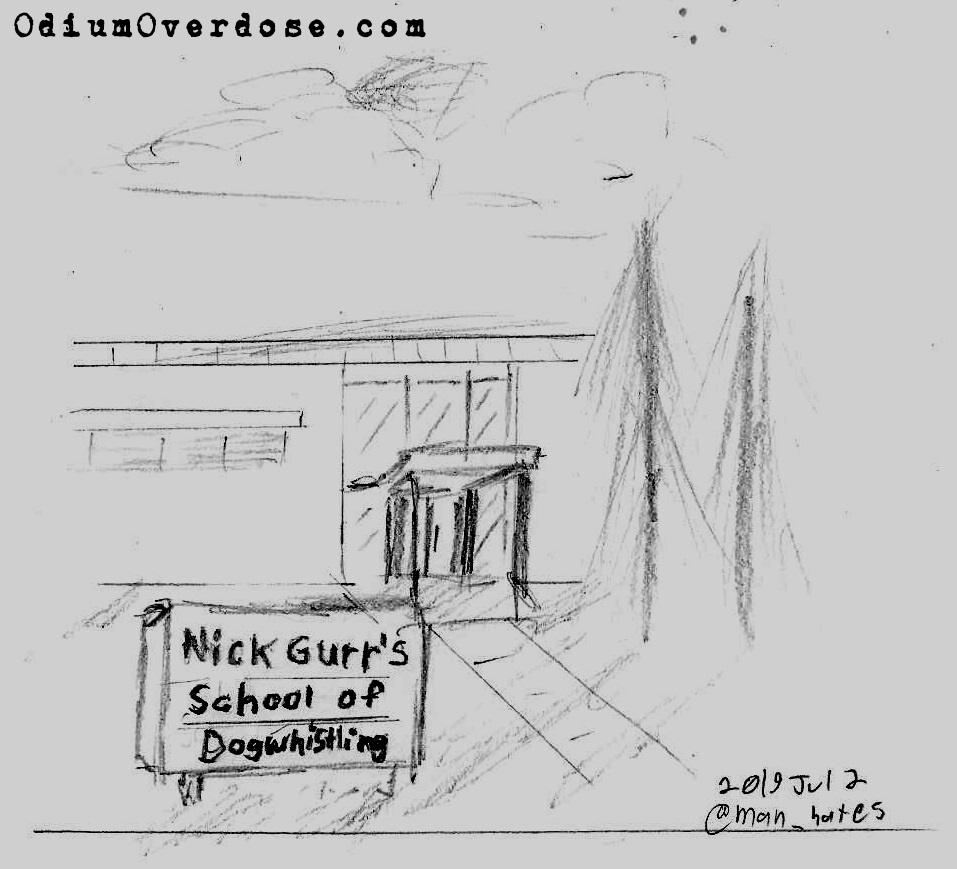 OdiumOverdose.com
Nick Gurr's
School of
Dogwhistling
2019 Jul 2
@man_hates